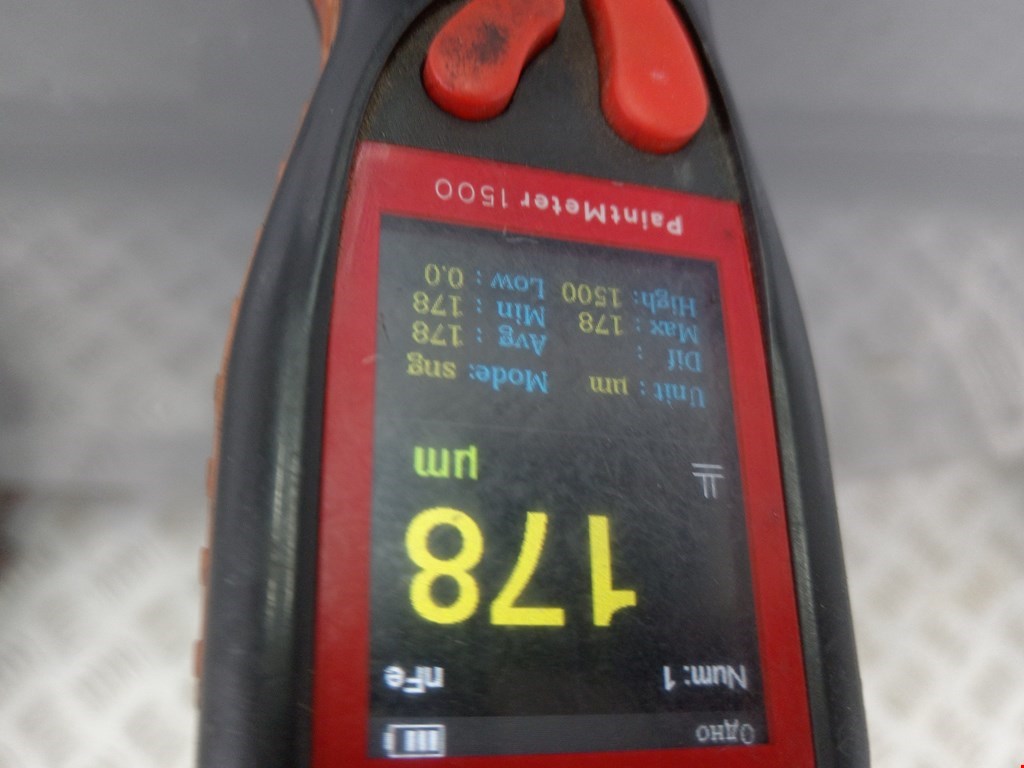 Одно
Num: 1 nFe
178
µm
Unit : µm Mode: sng
Dif : Avg : 178
Max : 178 Min : 178
High: 1500 Low : 0.0
PaintMeter 1500